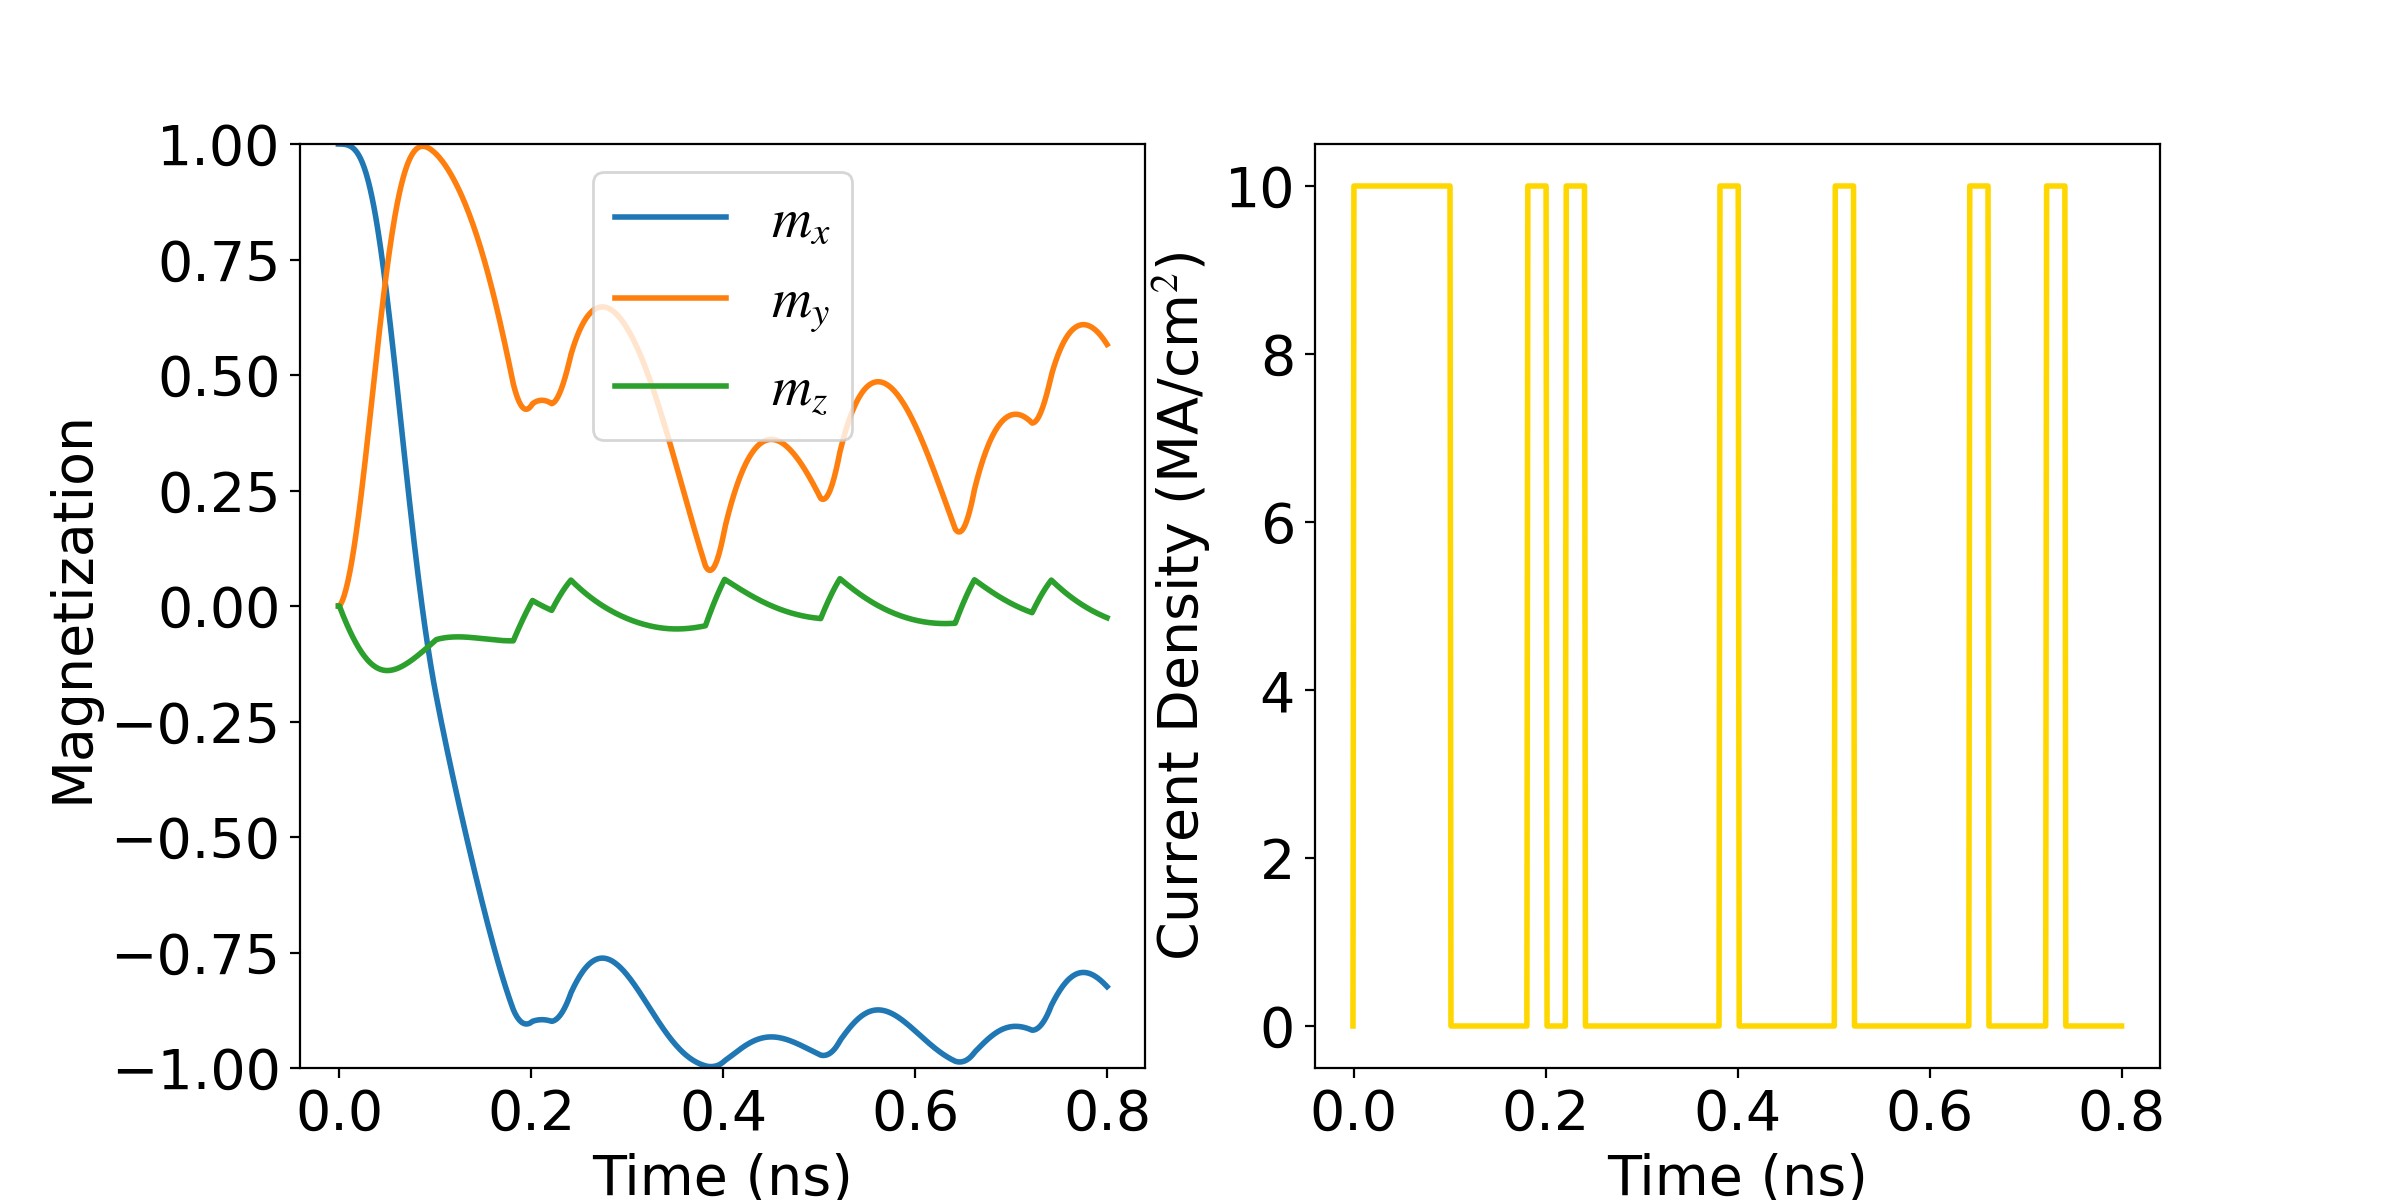 Magnetization
1.00
0.75
0.50
0.25
0.00
−0.25
−0.50
−0.75
−1.00
0.0 0.2 0.4 0.6 0.8
Time (ns)
m_x
m_y
m_z
Current Density (MA/cm²)
10
8
6
4
2
0
0.0 0.2 0.4 0.6 0.8
Time (ns)